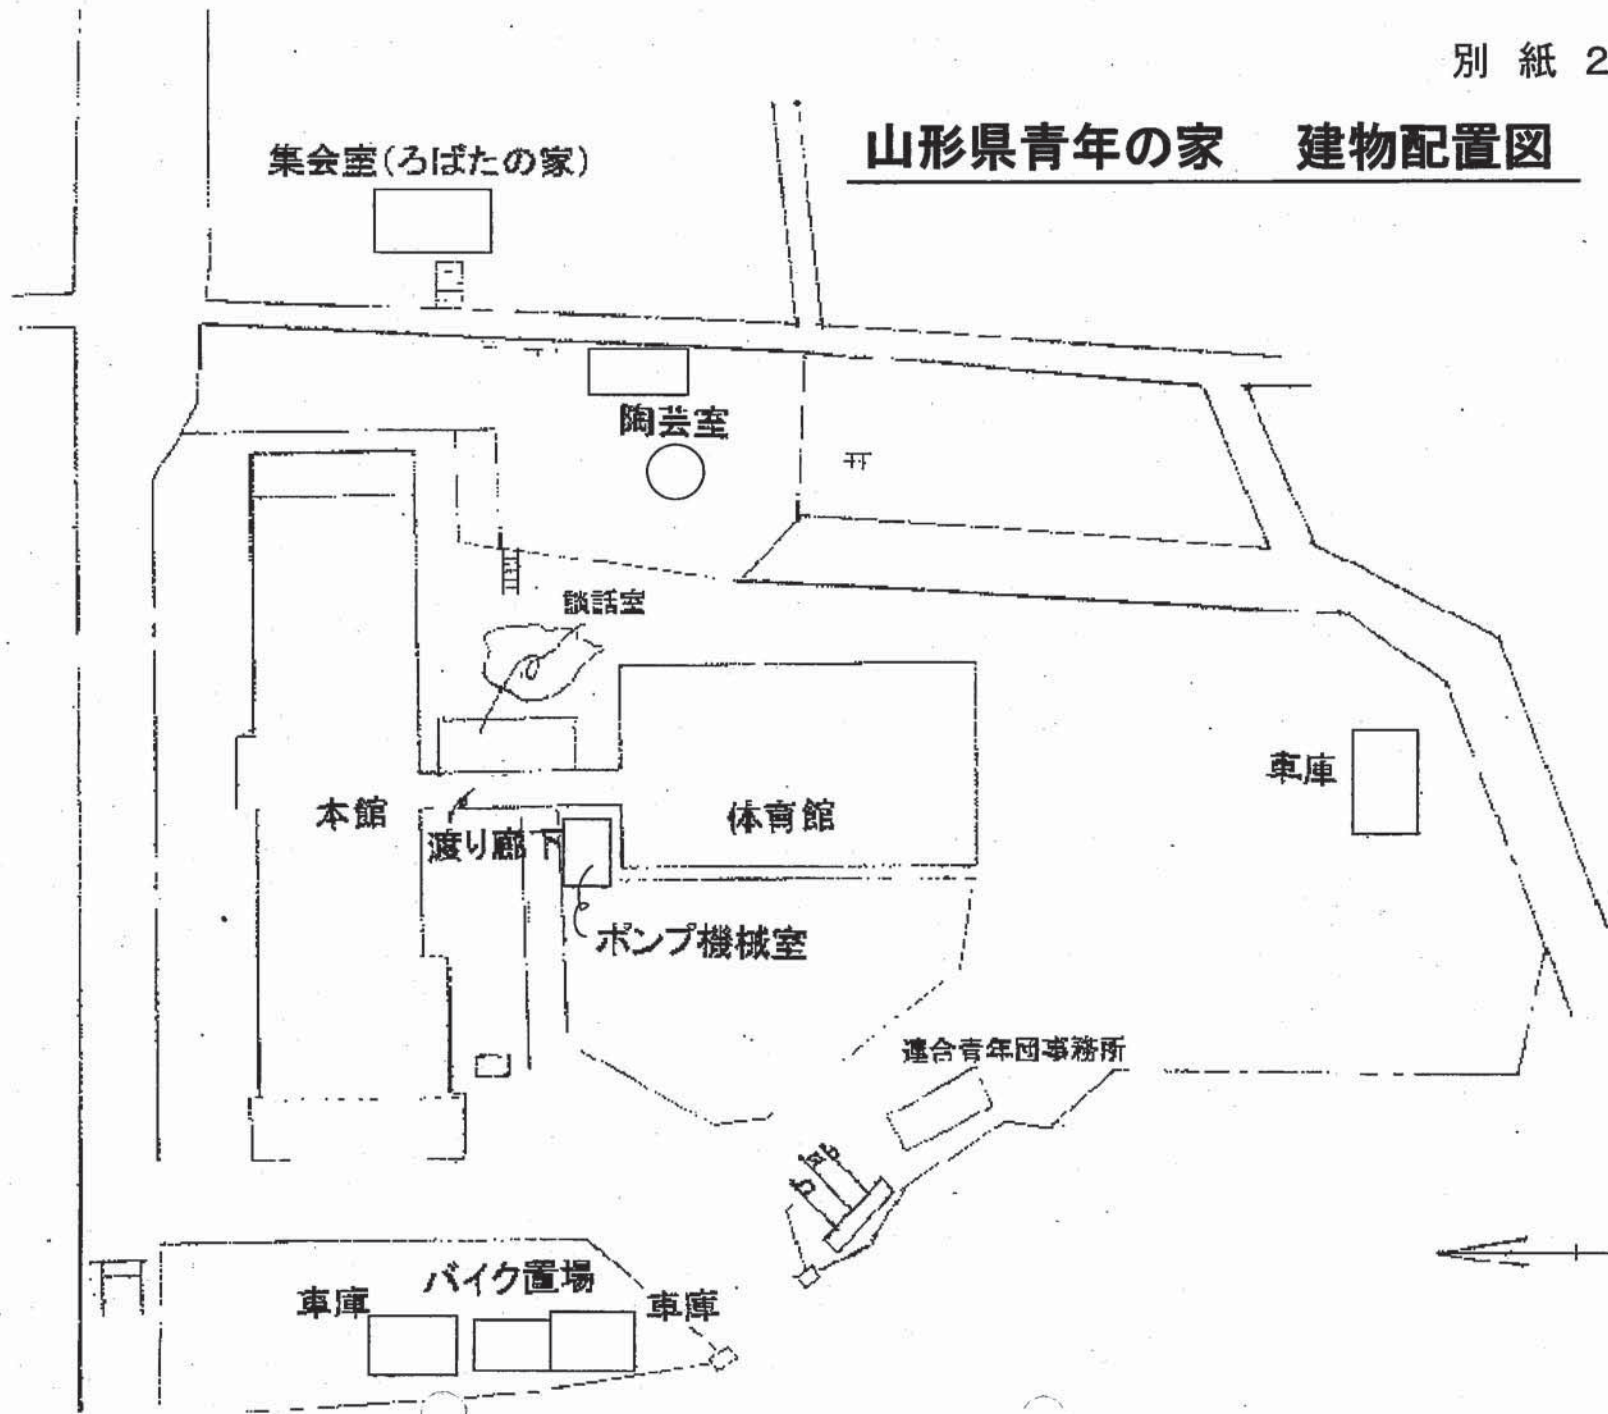 別紙2
山形県青年の家 建物配置図
集会室(ろばたの家)
陶芸室
談話室
車庫
本館
体育館
渡り廊下
ポンプ機械室
連合青年団事務所
バイク置場
車庫
車庫